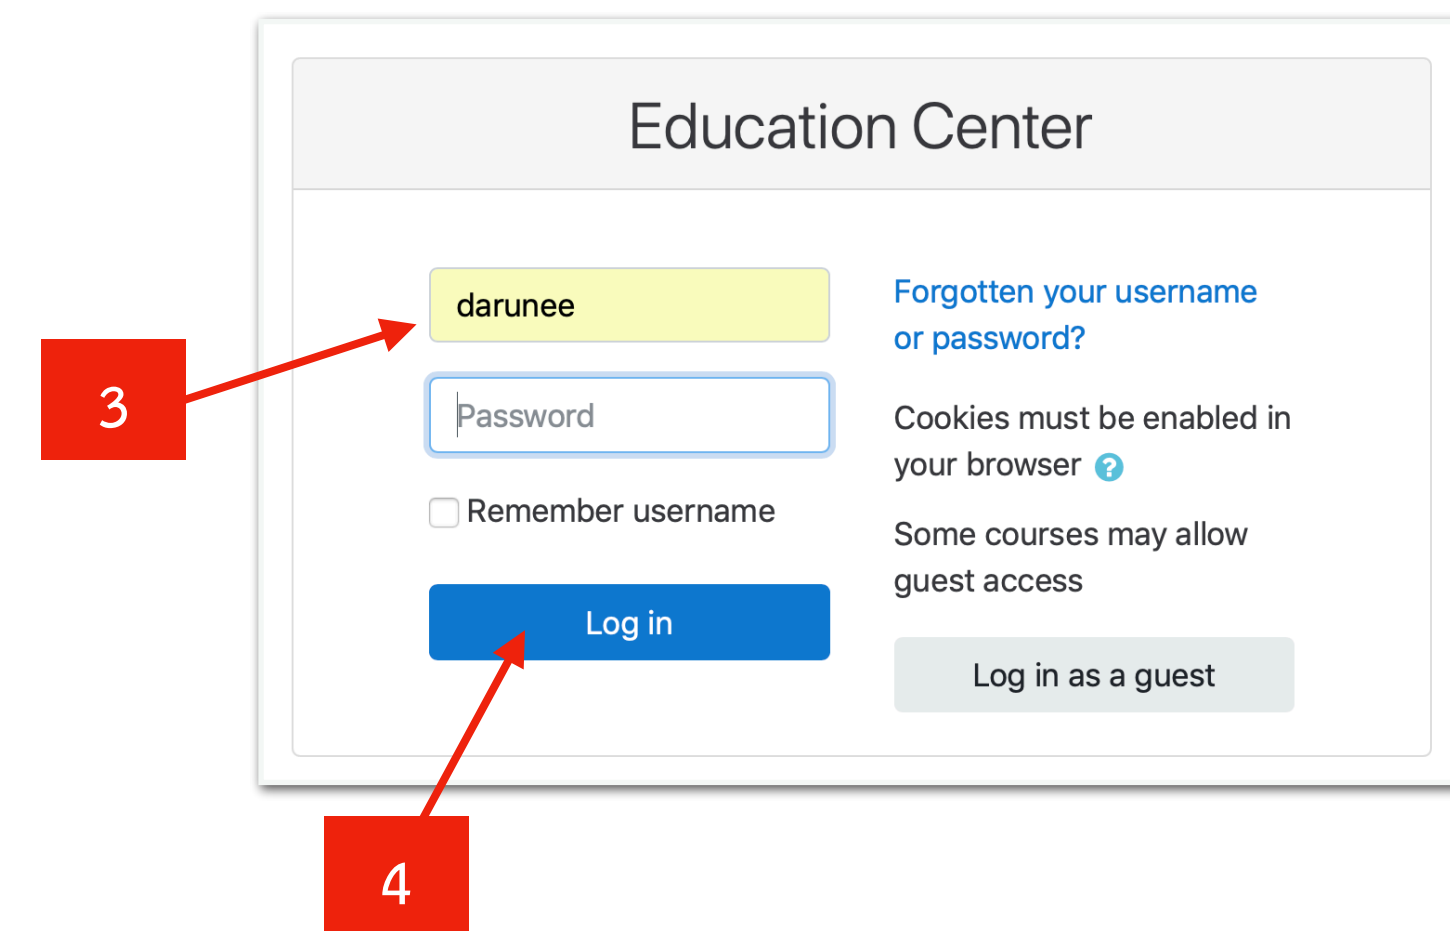 Education Center
darunee
Password
Remember username
Log in
Forgotten your username
or password?
Cookies must be enabled in
your browser ?
Some courses may allow
guest access
Log in as a guest
3
4